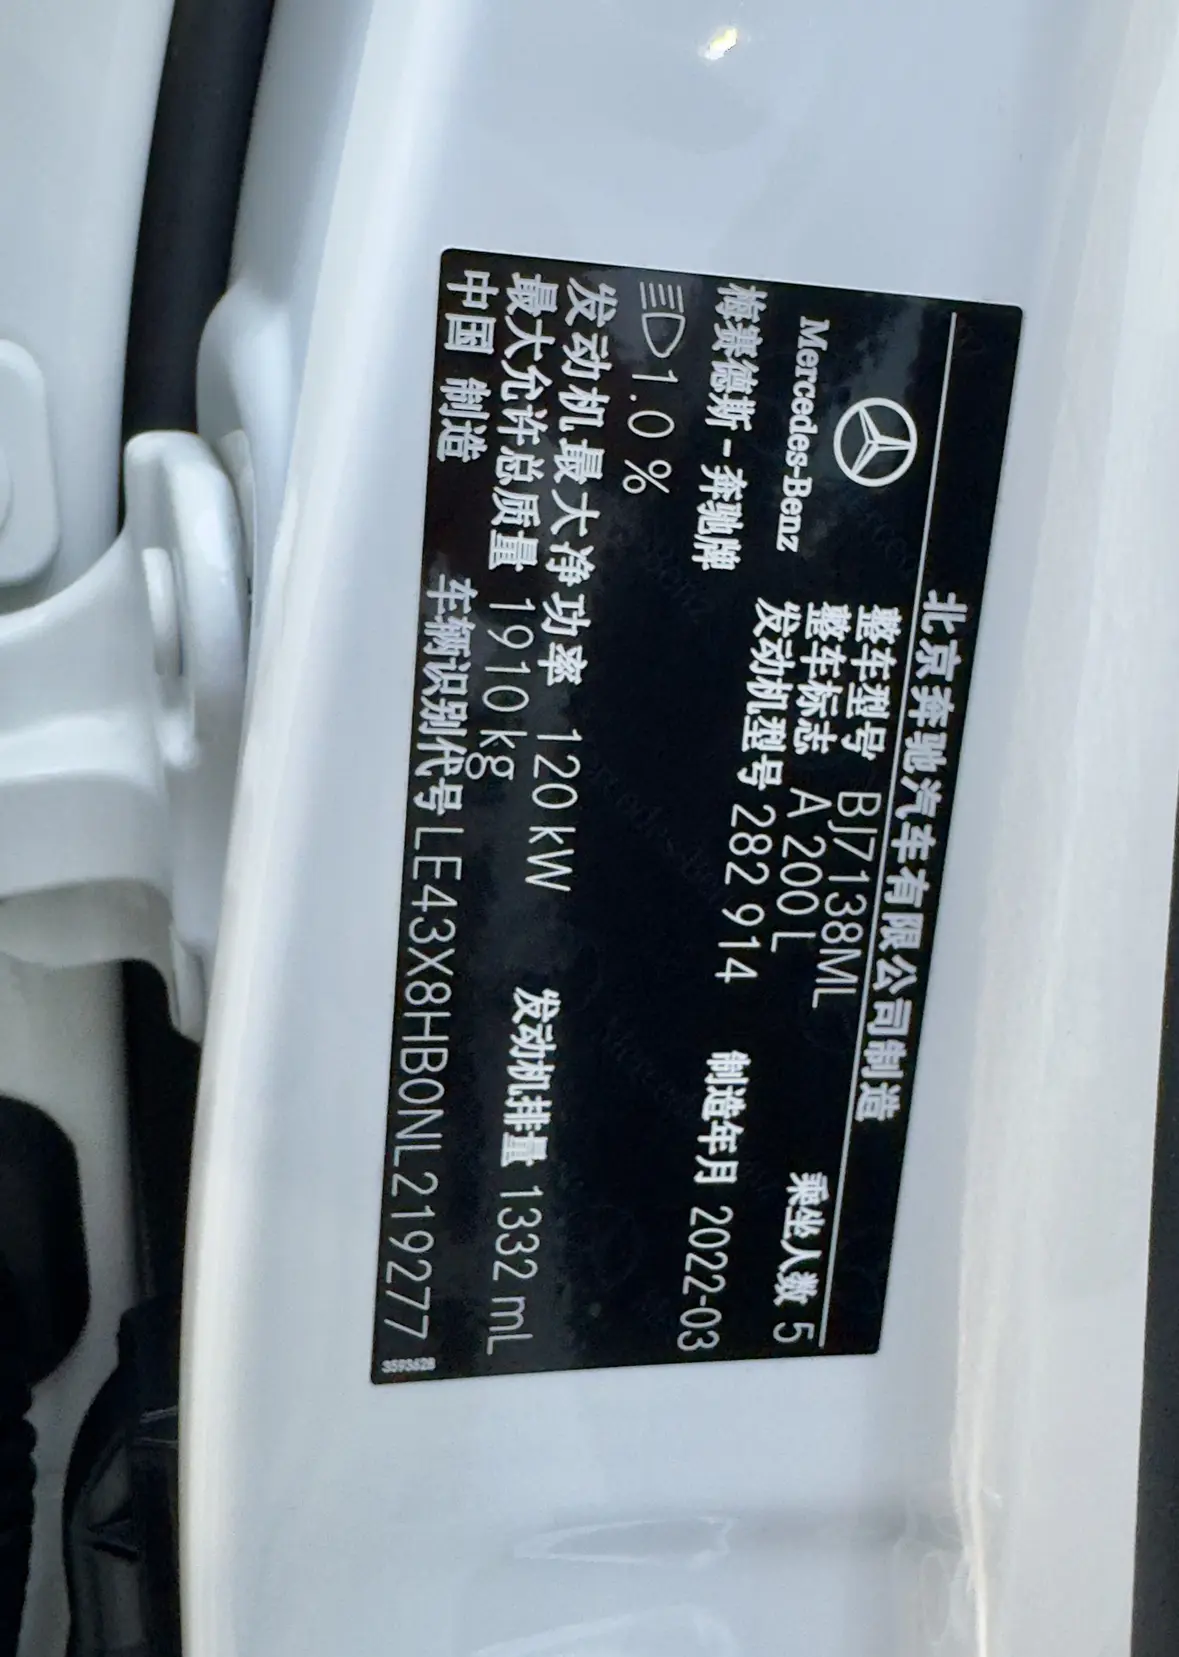 北京奔驰汽车有限公司制造
Mercedes-Benz
整车型号 BJ7138ML
整车标志 A 200 L
乘坐人数 5
梅赛德斯-奔驰牌
发动机型号 282 914
制造年月 2022-03
1.0 %
发动机最大净功率 120 kW
发动机排量 1332 mL
最大允许总质量 1910 kg
中国 制造
车辆识别代号 LE43X8HB0NL219277
3593628